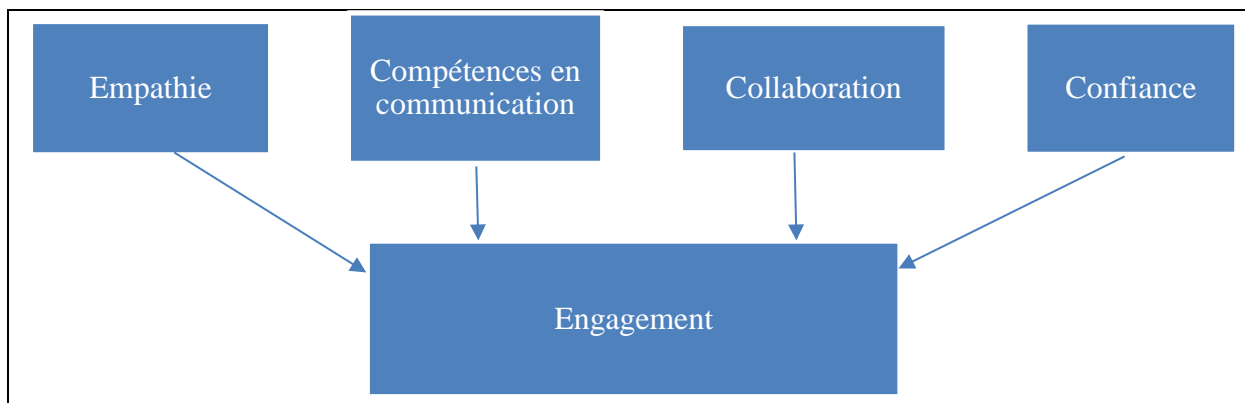 Empathie
Compétences en
communication
Collaboration
Confiance
Engagement